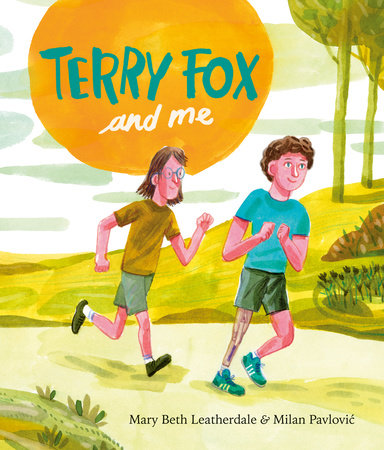 TERRY FOX
and me
Mary Beth Leatherdale & Milan Pavlović